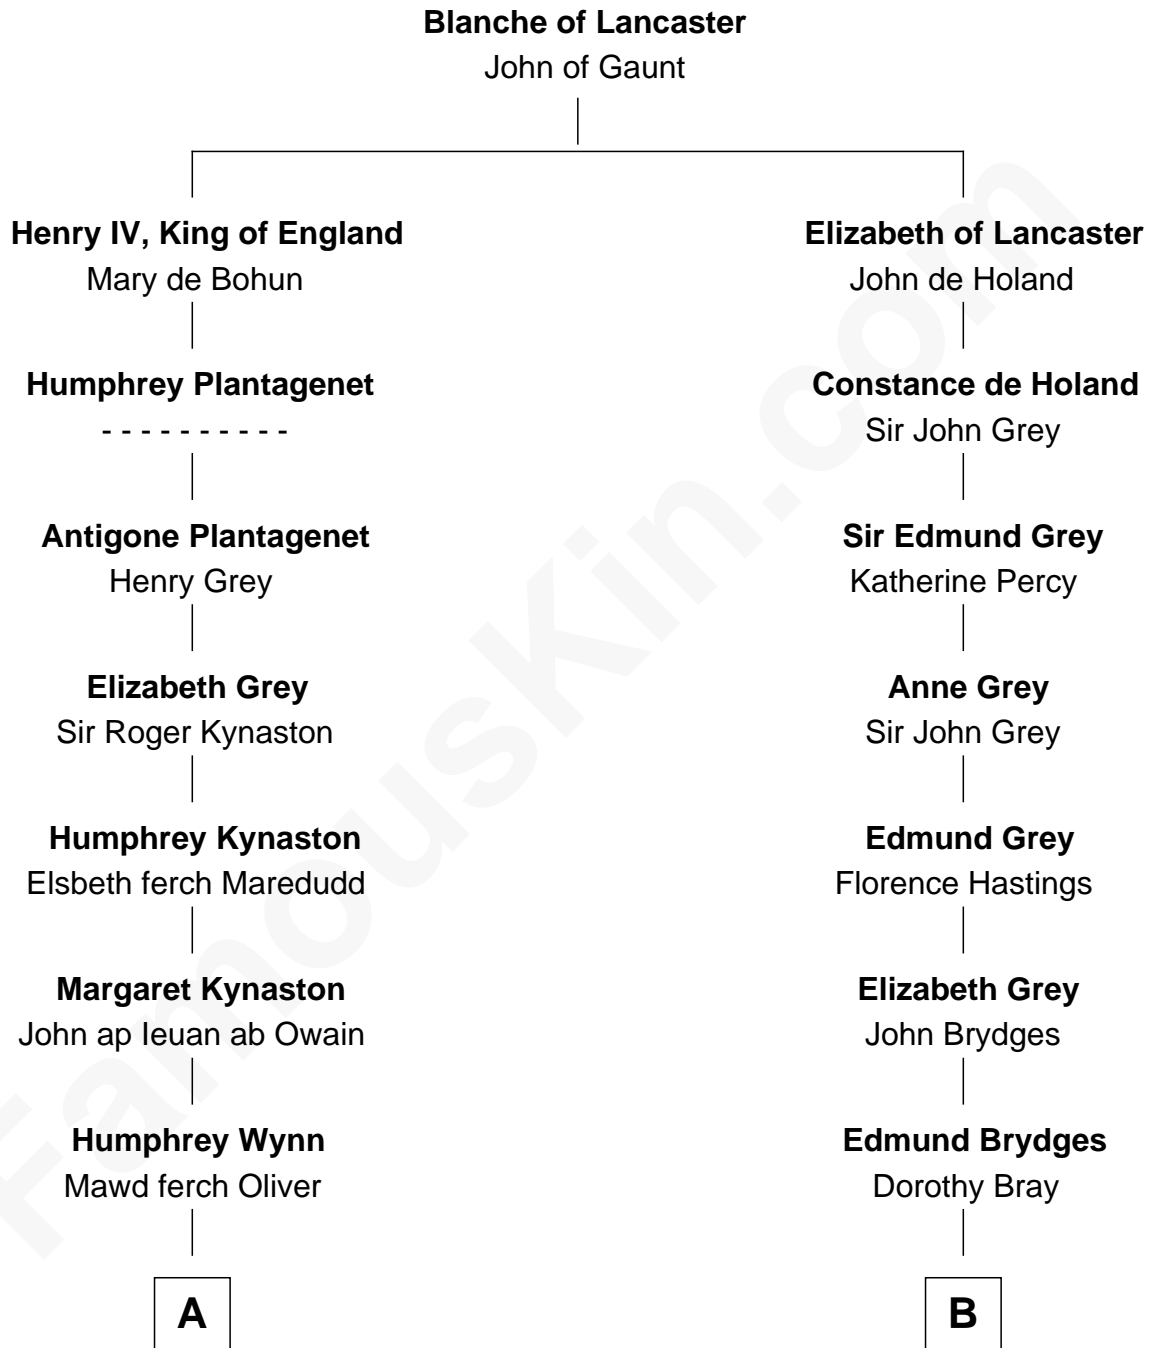 Blanche of Lancaster
John of Gaunt
Henry IV, King of England
Mary de Bohun
Humphrey Plantagenet
- - - - - - - - - -
Antigone Plantagenet
Henry Grey
Elizabeth Grey
Sir Roger Kynaston
Humphrey Kynaston
Elsbeth ferch Maredudd
Margaret Kynaston
John ap Ieuan ab Owain
Humphrey Wynn
Mawd ferch Oliver
A
Elizabeth of Lancaster
John de Holand
Constance de Holand
Sir John Grey
Sir Edmund Grey
Katherine Percy
Anne Grey
Sir John Grey
Edmund Grey
Florence Hastings
Elizabeth Grey
John Brydges
Edmund Brydges
Dorothy Bray
B
FamousKin.com